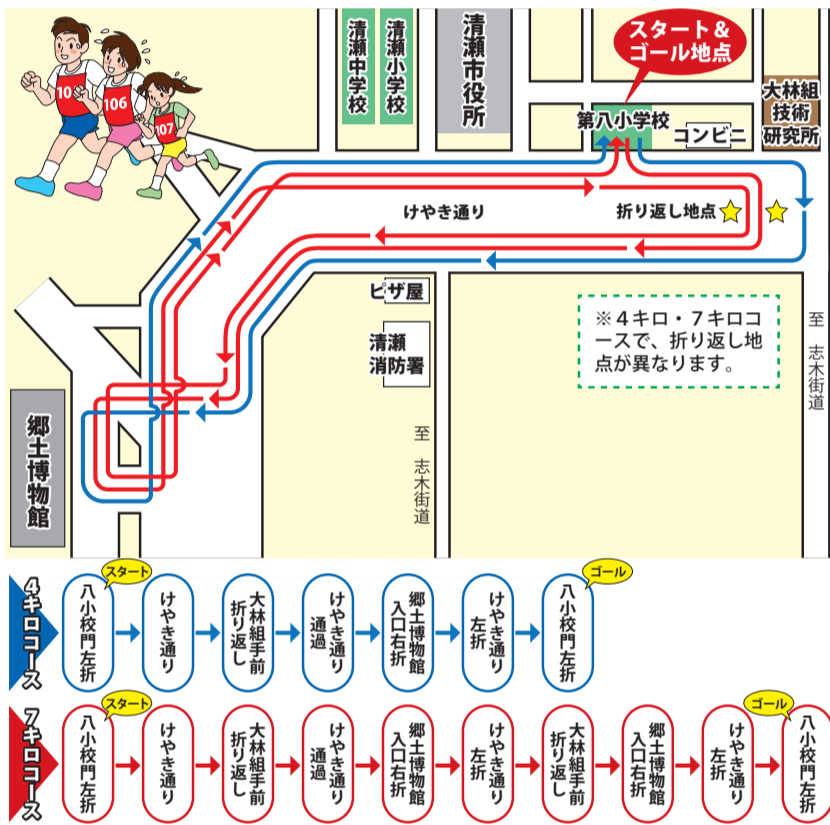 10
106
107
清瀬中学校
清瀬小学校
清瀬市役所
スタート&
ゴール地点
第八小学校
コンビニ
大林組
技術
研究所
けやき通り
折り返し地点
ピザ屋
清瀬
消防署
※4キロ・7キロコ
ースで、折り返し地
点が異なります。
至 志木街道
至 志木街道
郷土博物館
4キロコース
スタート
八小校門左折
けやき通り
大林組手前
折り返し
けやき通り
通過
郷土博物館
入口右折
けやき通り
左折
ゴール
八小校門左折
7キロコース
スタート
八小校門左折
けやき通り
大林組手前
折り返し
けやき通り
通過
郷土博物館
入口右折
けやき通り
左折
大林組手前
折り返し
郷土博物館
入口右折
けやき通り
左折
ゴール
八小校門左折